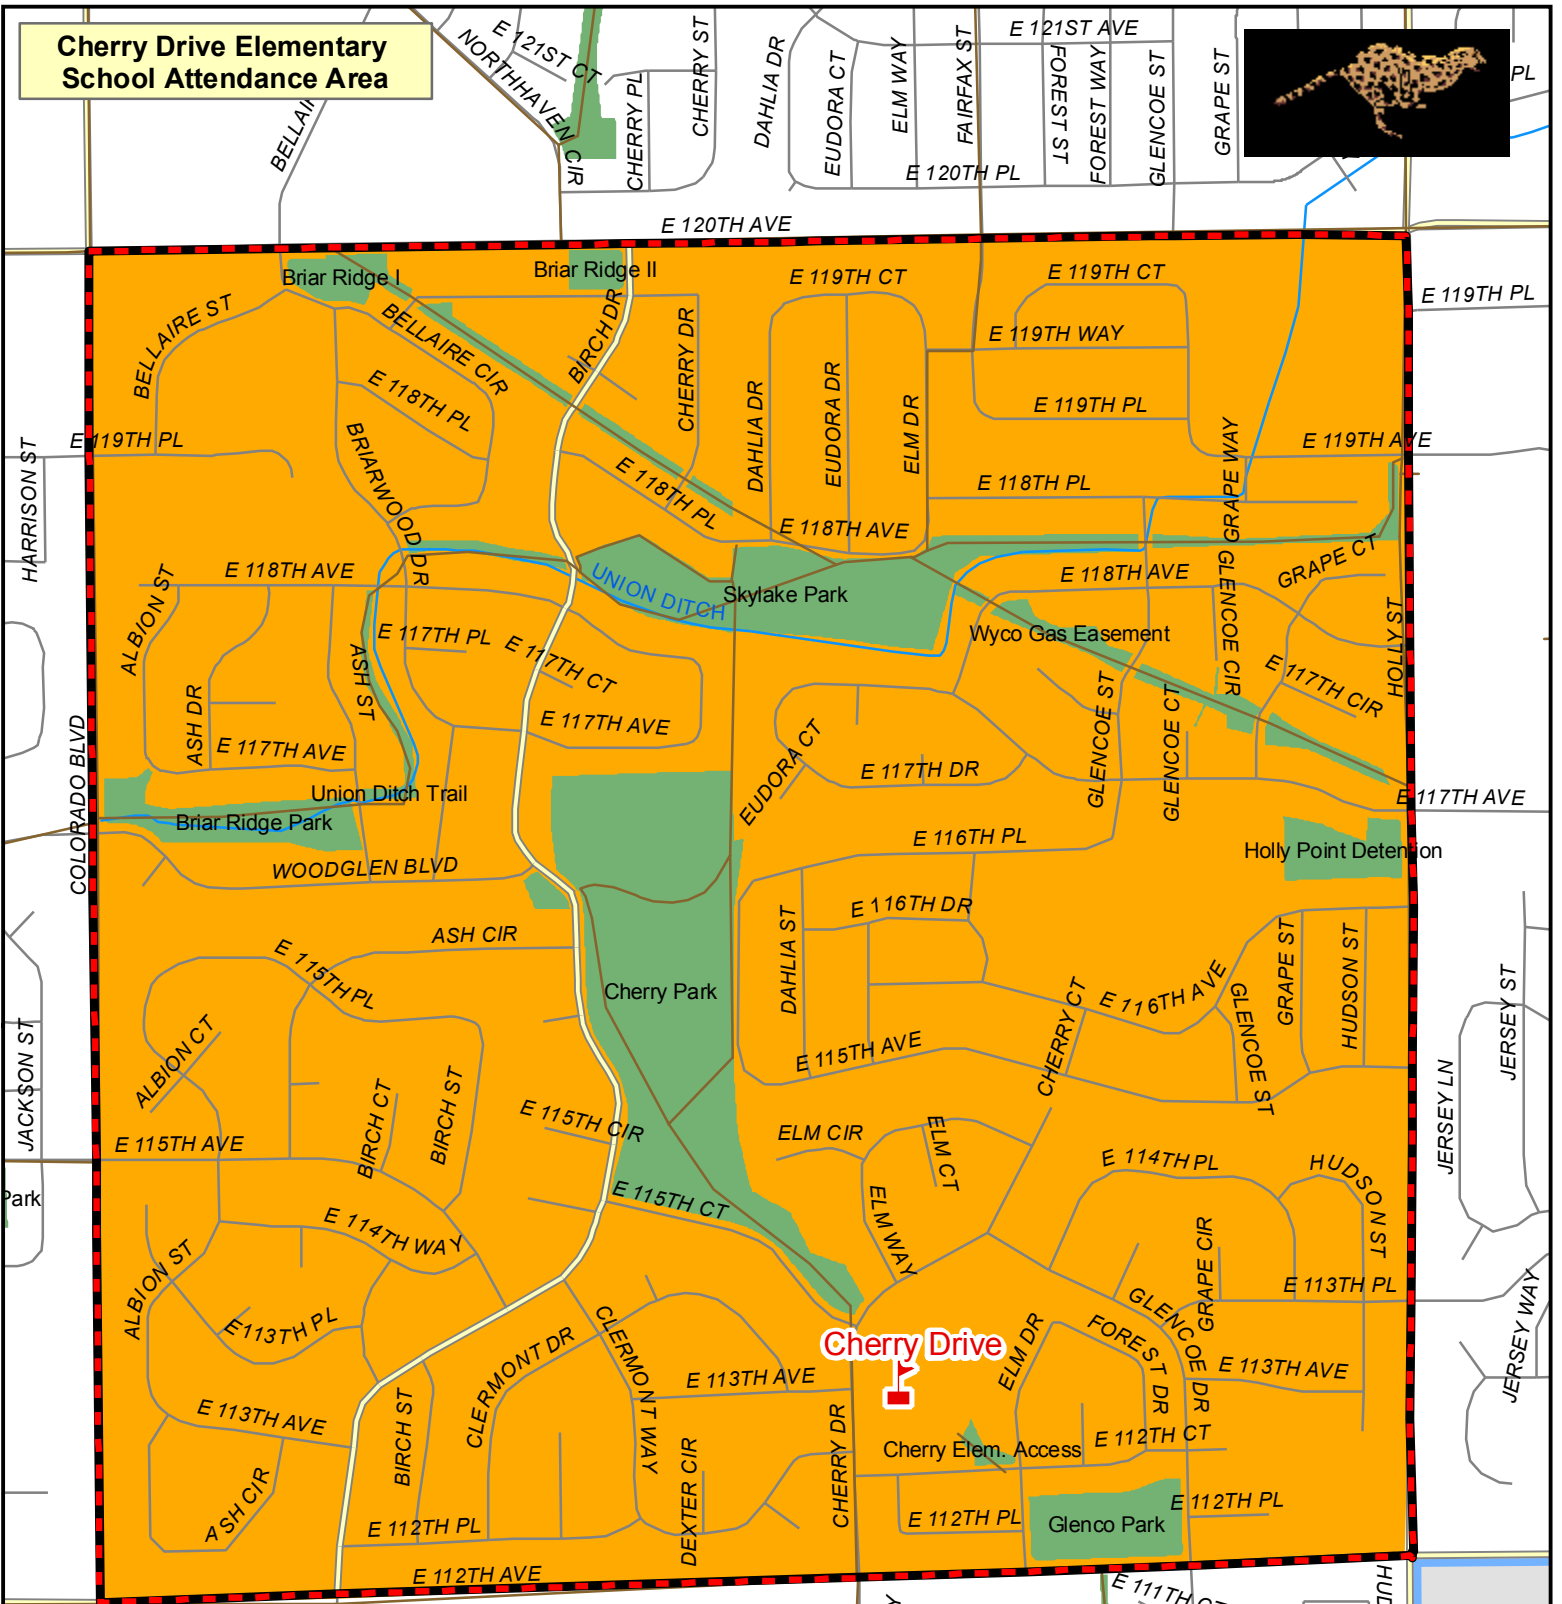 Cherry Drive Elementary
School Attendance Area
E 121ST CT
NORTHHAVEN CIR
CHERRY PL
CHERRY ST
DAHLIA DR
EUDORA CT
ELM WAY
FAIRFAX ST
E 121ST AVE
FOREST ST
FOREST WAY
GLENCOE ST
GRAPE ST
PL
BELLAIR
E 120TH PL
E 120TH AVE
Briar Ridge I
Briar Ridge II
E 119TH CT
E 119TH CT
E 119TH PL
BELLAIRE ST
BELLAIRE CIR
BIRCH DR
CHERRY DR
E 119TH WAY
E 118TH PL
DAHLIA DR
EUDORA DR
ELM DR
E 119TH PL
HARRISON ST
E 119TH PL
BRIARWOOD DR
E 118TH PL
E 118TH PL
GRAPE WAY
E 119TH AVE
E 118TH AVE
E 118TH AVE
ALBION ST
UNION DITCH
Skylake Park
E 118TH AVE
GLENCOE CIR
GRAPE CT
HOLLY ST
E 117TH PL
E 117TH CT
Wyco Gas Easement
ASH ST
ASH DR
E 117TH CIR
E 117TH AVE
E 117TH AVE
EUDORA CT
E 117TH DR
GLENCOE ST
GLENCOE CT
COLORADO BLVD
Union Ditch Trail
Briar Ridge Park
E 117TH AVE
E 116TH PL
Holly Point Detention
WOODGLEN BLVD
E 116TH DR
ASH CIR
DAHLIA ST
GRAPE ST
HUDSON ST
E 115TH PL
Cherry Park
E 116TH AVE
CHERRY CT
GLENCOE ST
JERSEY ST
ALBION CT
JACKSON ST
E 115TH AVE
BIRCH CT
BIRCH ST
E 115TH CIR
JERSEY LN
E 115TH AVE
ELM CIR
ELM CT
E 114TH PL
HUDSON ST
Park
E 115TH CT
ELM WAY
E 114TH WAY
ALBION ST
GRAPE CIR
E 113TH PL
E 113TH PL
GLENCOE DR
JERSEY WAY
CLERMONT DR
CLERMONT WAY
Cherry Drive
ELM DR
FOREST DR
E 113TH AVE
E 113TH AVE
E 113TH AVE
BIRCH ST
CHERRY DR
Cherry Elem. Access
E 112TH CT
ASH CIR
DEXTER CIR
E 112TH PL
E 112TH PL
Glenco Park
E 112TH PL
E 112TH AVE
E 111TH CT
HUD